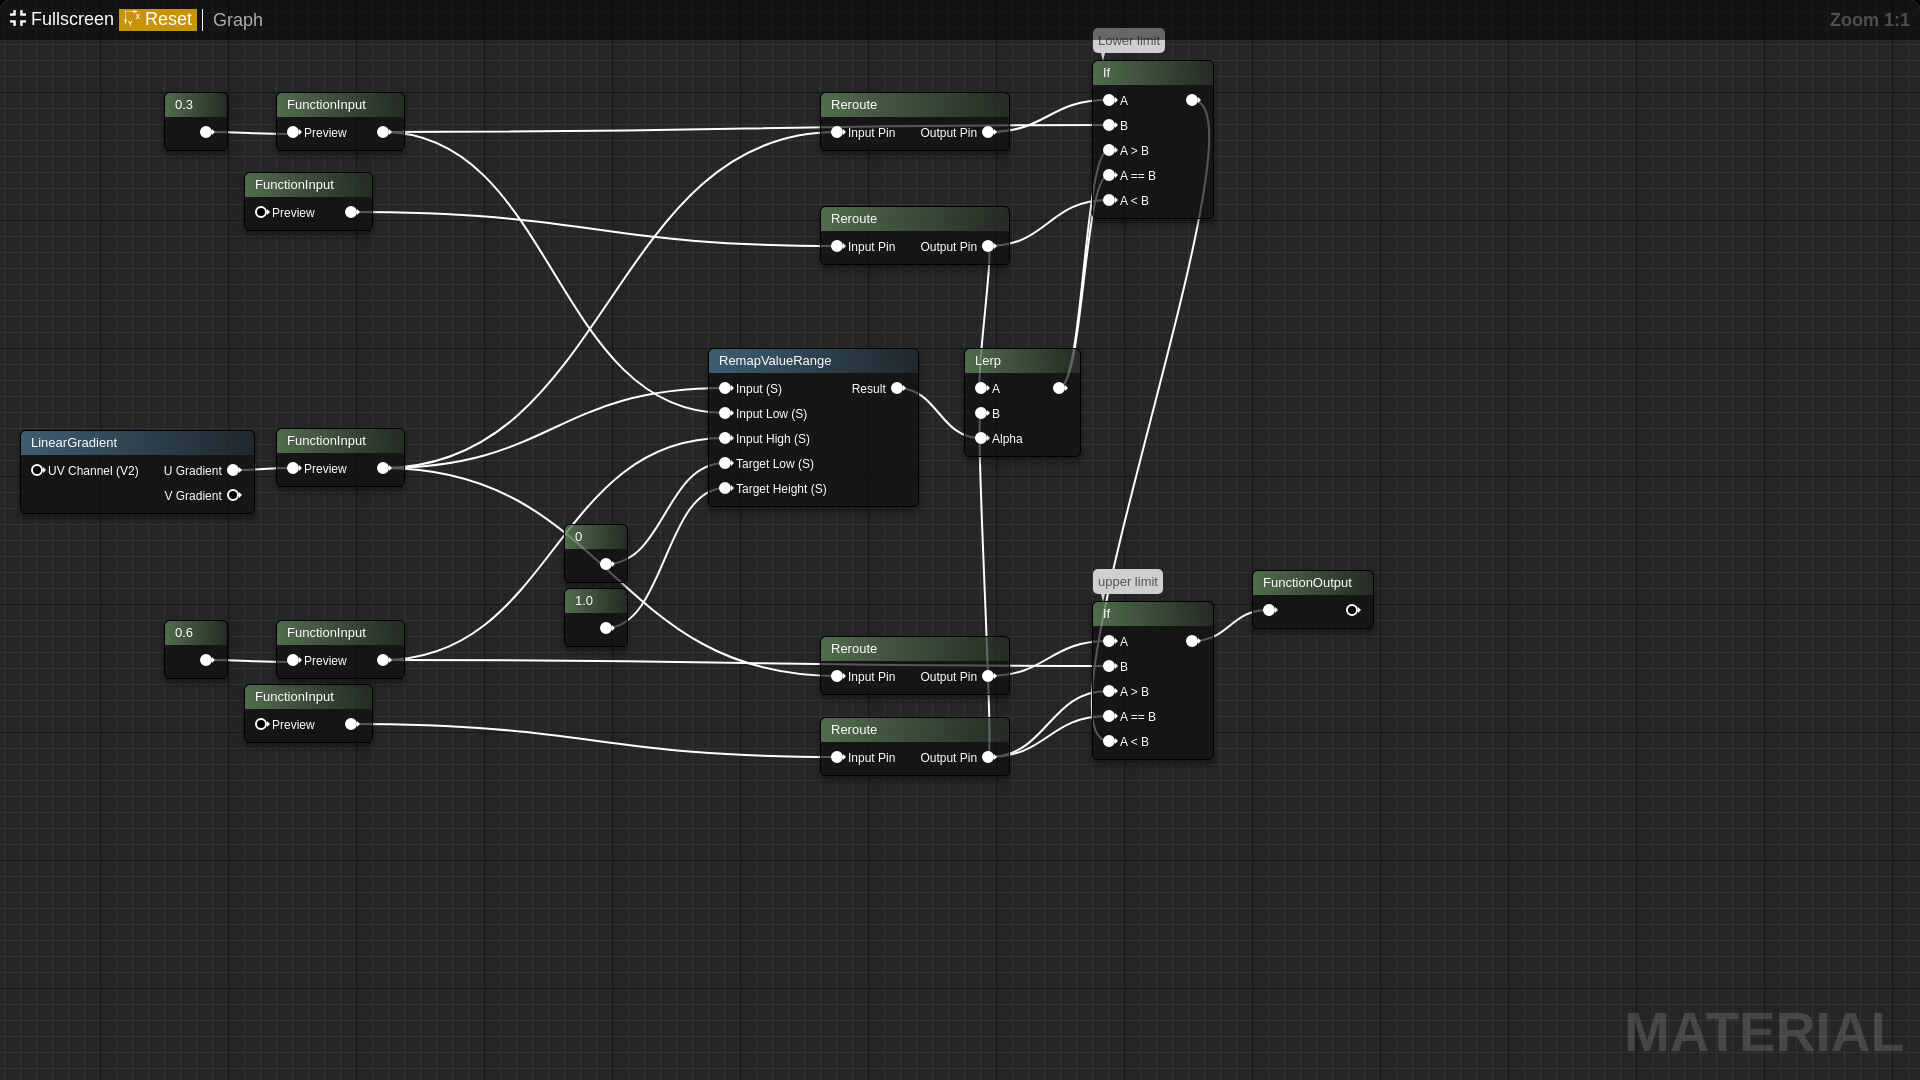 Fullscreen Reset Graph
Zoom 1:1
Lower limit
If
A
B
A > B
A == B
A < B
0.3
FunctionInput
Preview
Reroute
Input Pin Output Pin
FunctionInput
Preview
Reroute
Input Pin Output Pin
RemapValueRange
Input (S) Result
Input Low (S)
Input High (S)
Target Low (S)
Target Height (S)
Lerp
A
B
Alpha
LinearGradient
UV Channel (V2) U Gradient
V Gradient
FunctionInput
Preview
0
1.0
upper limit
If
A
B
A > B
A == B
A < B
FunctionOutput
0.6
FunctionInput
Preview
Reroute
Input Pin Output Pin
FunctionInput
Preview
Reroute
Input Pin Output Pin
MATERIAL